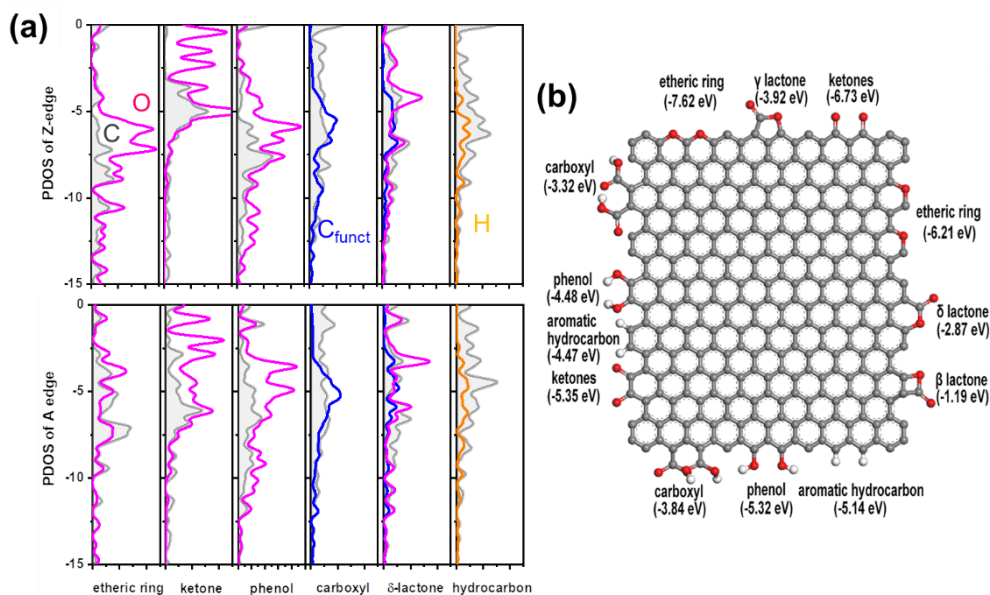 (a)
PDOS of Z-edge
0
-5
-10
-15
O
C
C_funct
H
PDOS of A edge
0
-5
-10
-15
etheric ring
ketone
phenol
carboxyl
δ-lactone
hydrocarbon
(b)
etheric ring
(-7.62 eV)
γ lactone
(-3.92 eV)
ketones
(-6.73 eV)
carboxyl
(-3.32 eV)
etheric ring
(-6.21 eV)
phenol
(-4.48 eV)
aromatic
hydrocarbon
(-4.47 eV)
ketones
(-5.35 eV)
δ lactone
(-2.87 eV)
β lactone
(-1.19 eV)
carboxyl
(-3.84 eV)
phenol
(-5.32 eV)
aromatic hydrocarbon
(-5.14 eV)